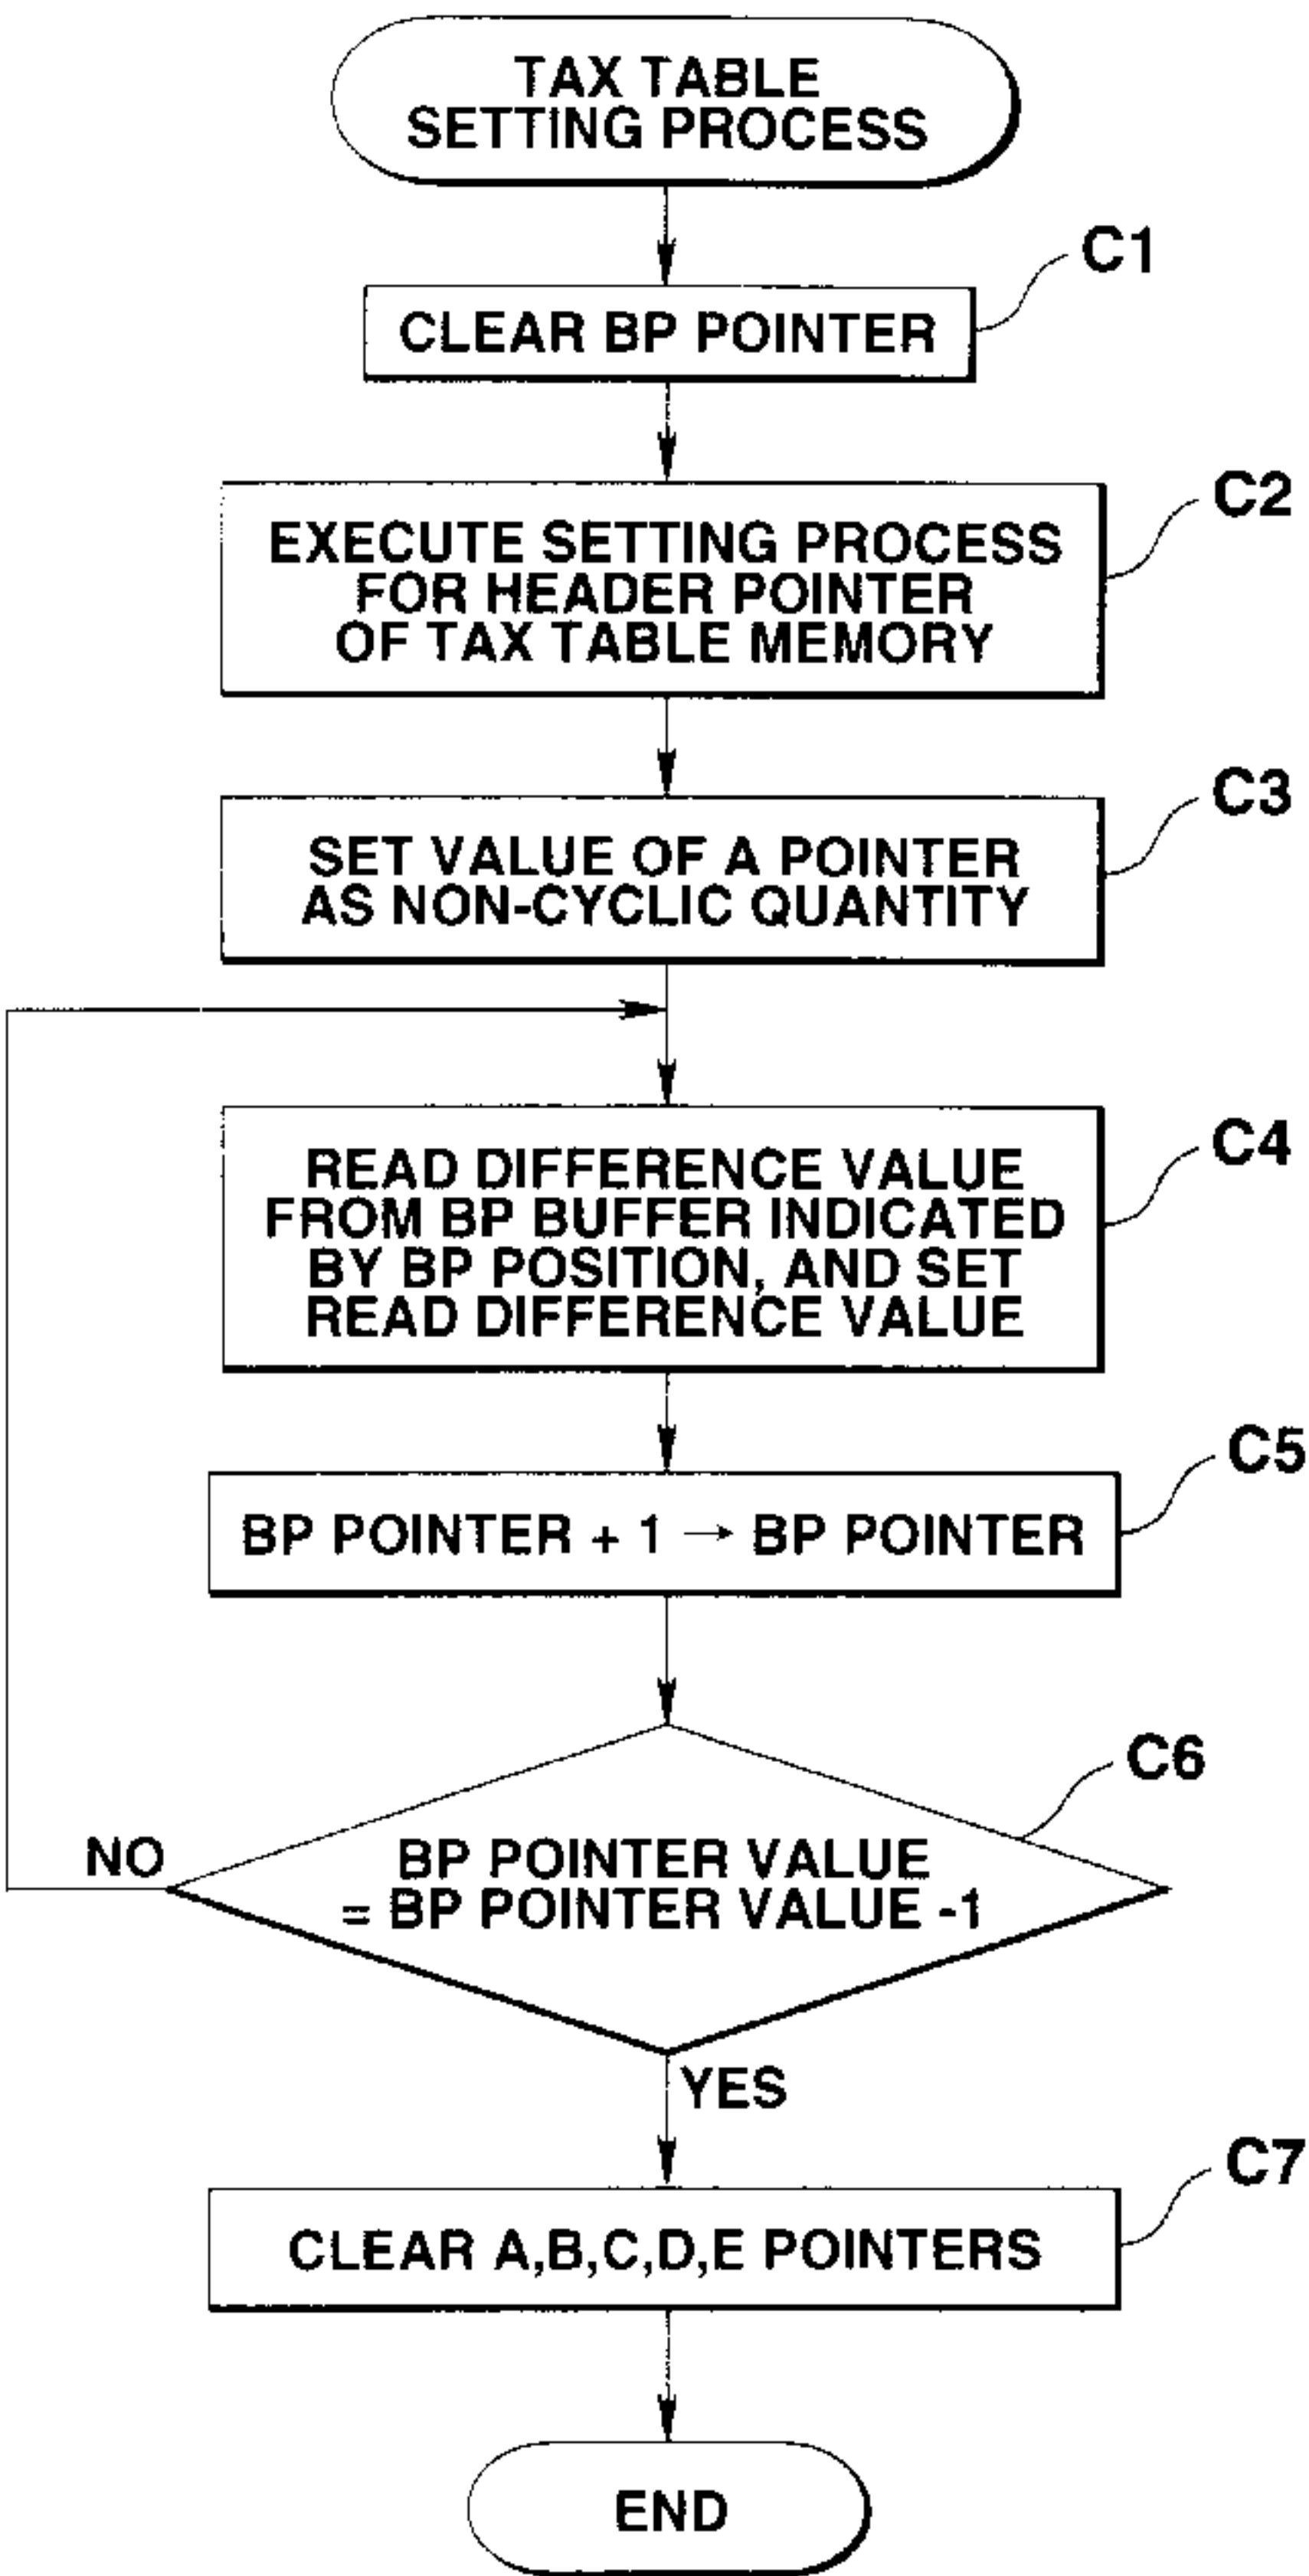 TAX TABLE
SETTING PROCESS
C1
CLEAR BP POINTER
C2
EXECUTE SETTING PROCESS
FOR HEADER POINTER
OF TAX TABLE MEMORY
C3
SET VALUE OF A POINTER
AS NON-CYCLIC QUANTITY
C4
READ DIFFERENCE VALUE
FROM BP BUFFER INDICATED
BY BP POSITION, AND SET
READ DIFFERENCE VALUE
C5
BP POINTER + 1 → BP POINTER
C6
NO
BP POINTER VALUE
= BP POINTER VALUE -1
YES
C7
CLEAR A,B,C,D,E POINTERS
END